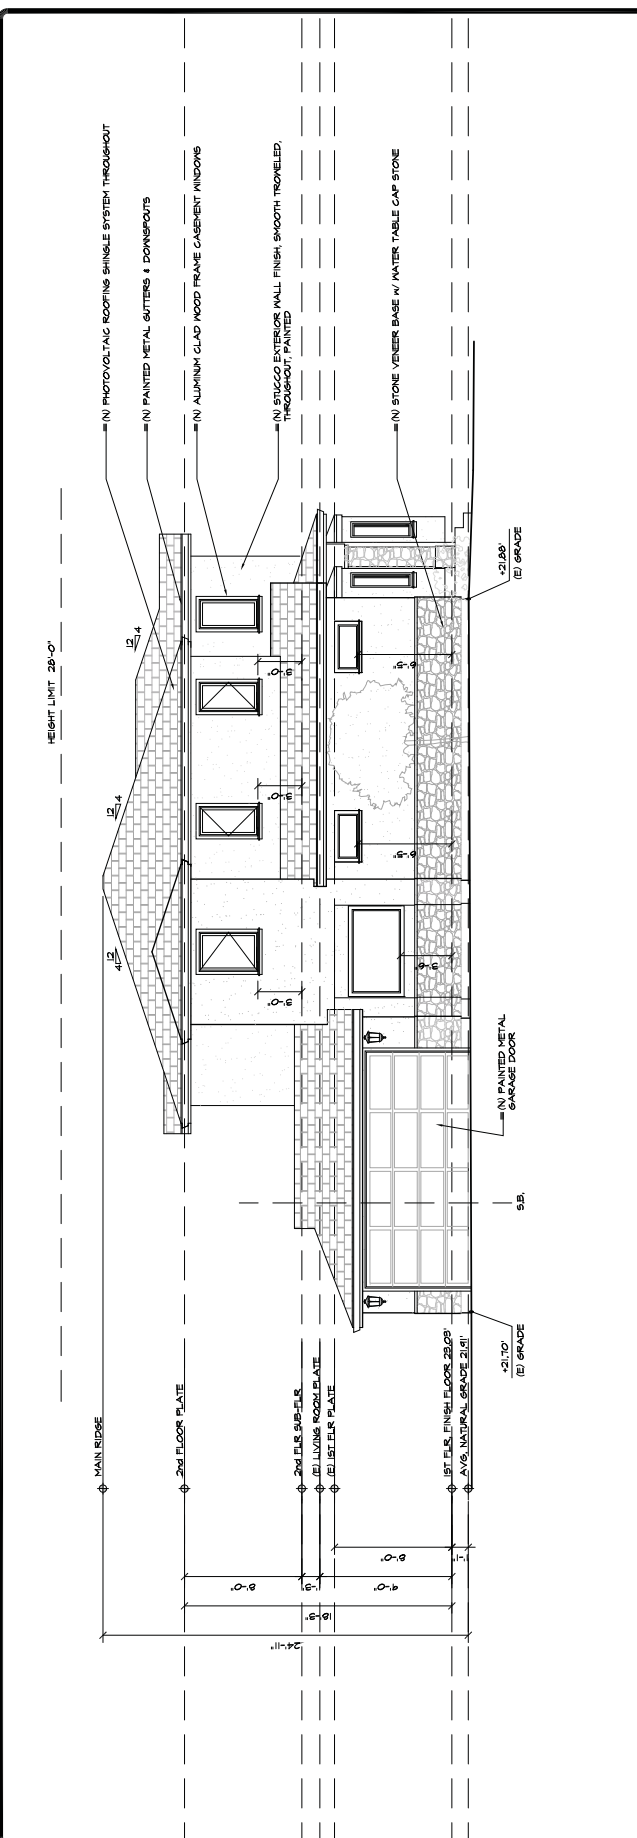 HEIGHT LIMIT 28'-0"
(N) PHOTOVOLTAIC ROOFING SHINGLE SYSTEM THROUGHOUT
(N) PAINTED METAL GUTTERS & DOWNSPOUTS
(N) ALUMINUM CLAD WOOD FRAME CASEMENT WINDOWS
(N) STUCCO EXTERIOR WALL FINISH, SMOOTH TROWELED,
THROUGHOUT, PAINTED
(N) STONE VENEER BASE W/ WATER TABLE CAP STONE
12
4
12
4
12
4
3'-0"
3'-0"
3'-0"
6'-5"
6'-5"
3'-6"
+21.88'
(E) GRADE
(N) PAINTED METAL
GARAGE DOOR
S.B.
+21.70'
(E) GRADE
MAIN RIDGE
2nd FLOOR PLATE
2nd FLR SUB-FLR
(E) LIVING ROOM PLATE
(E) 1ST FLR PLATE
1ST FLR. FINISH FLOOR 23.03'
AVG. NATURAL GRADE 21.91'
8'-0"
1'-3"
9'-0"
8'-0"
1'-1"
18'-3"
24'-11"